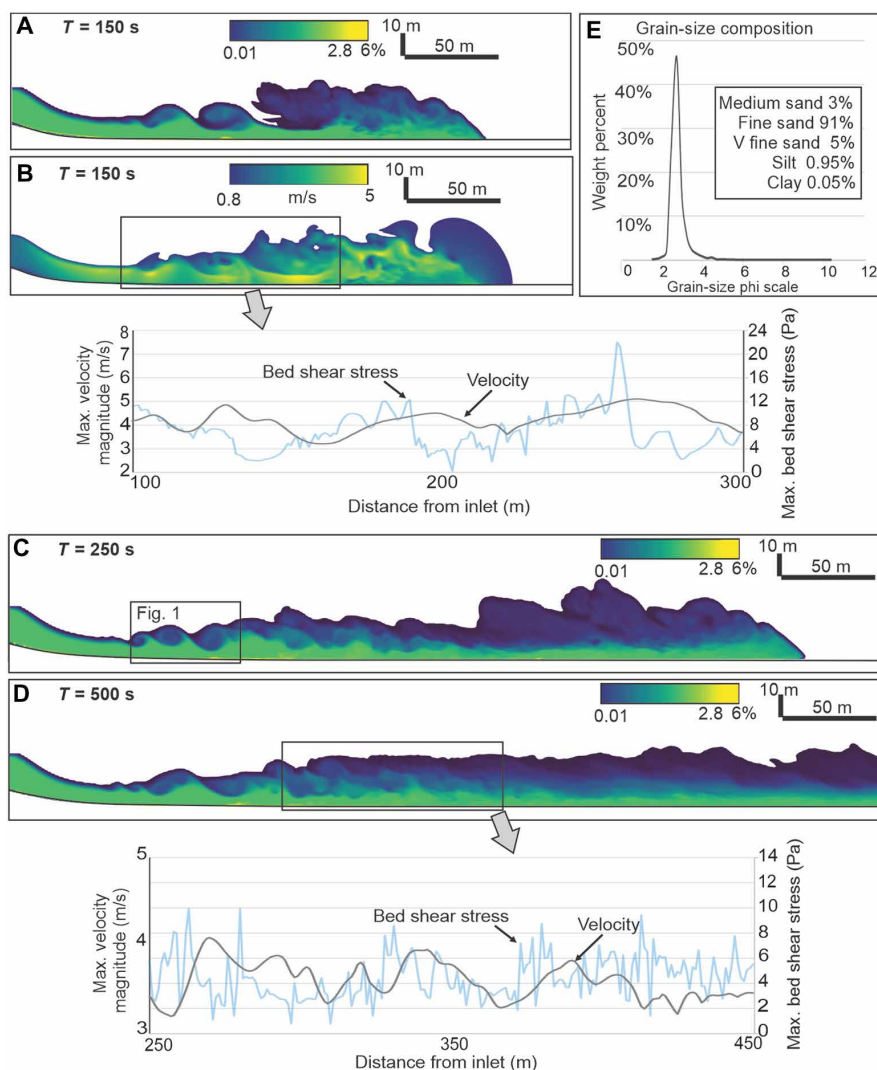 A
T = 150 s
0.01
2.8 6%
10 m
50 m
B
T = 150 s
0.8
m/s
5
10 m
50 m
E
Grain-size composition
50%
40%
30%
20%
10%
Weight percent
Medium sand 3%
Fine sand 91%
V fine sand 5%
Silt 0.95%
Clay 0.05%
0 2 4 6 8 10 12
Grain-size phi scale
Max. velocity
magnitude (m/s)
8
7
6
5
4
3
2
Bed shear stress
Velocity
24
20
16
12
8
4
0
Max. bed shear stress (Pa)
100 200 300
Distance from inlet (m)
C
T = 250 s
0.01
2.8 6%
10 m
50 m
Fig. 1
D
T = 500 s
0.01
2.8 6%
10 m
50 m
Max. velocity
magnitude (m/s)
5
4
3
Bed shear stress
Velocity
14
12
10
8
6
4
2
0
Max. bed shear stress (Pa)
250 350 450
Distance from inlet (m)